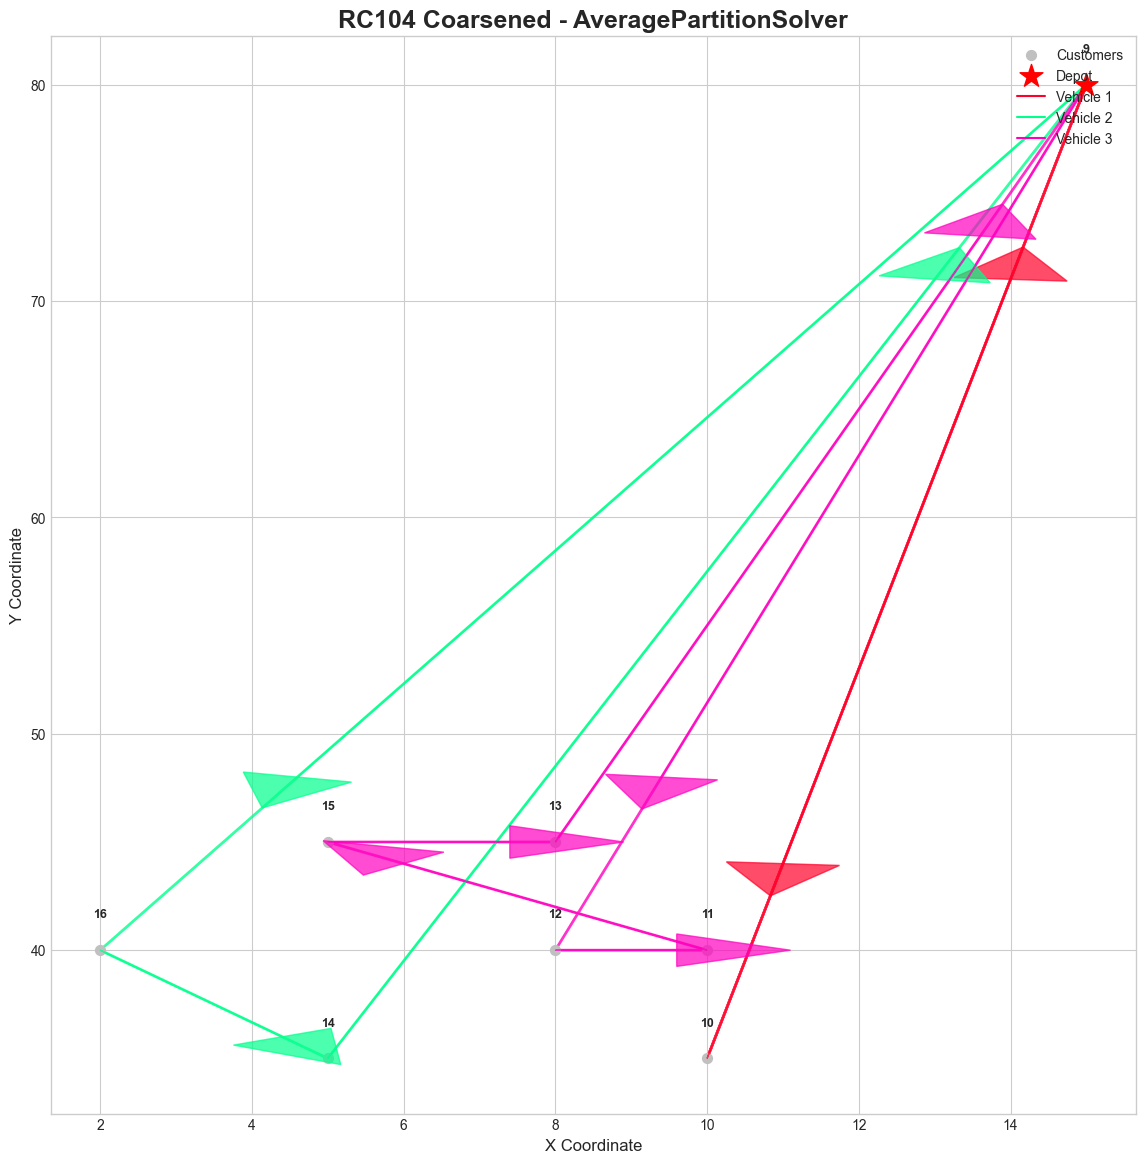 RC104 Coarsened - AveragePartitionSolver
9
Customers
Depot
Vehicle 1
Vehicle 2
Vehicle 3
80
70
60
50
40
15
13
16
12
11
14
10
2
4
6
8
10
12
14
X Coordinate
Y Coordinate